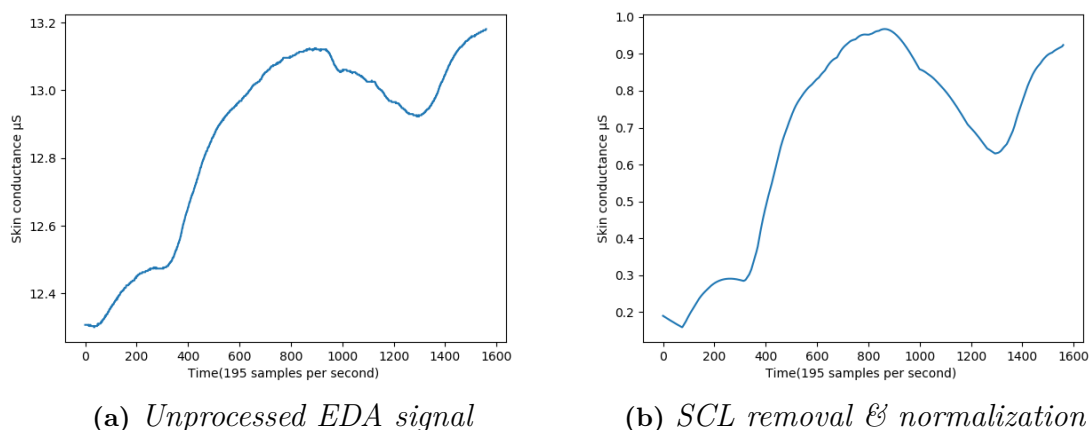 13.2
13.0
12.8
12.6
12.4
Skin conductance µS
0 200 400 600 800 1000 1200 1400 1600
Time(195 samples per second)
(a) Unprocessed EDA signal
1.0
0.9
0.8
0.7
0.6
0.5
0.4
0.3
0.2
Skin conductance µS
0 200 400 600 800 1000 1200 1400 1600
Time(195 samples per second)
(b) SCL removal & normalization